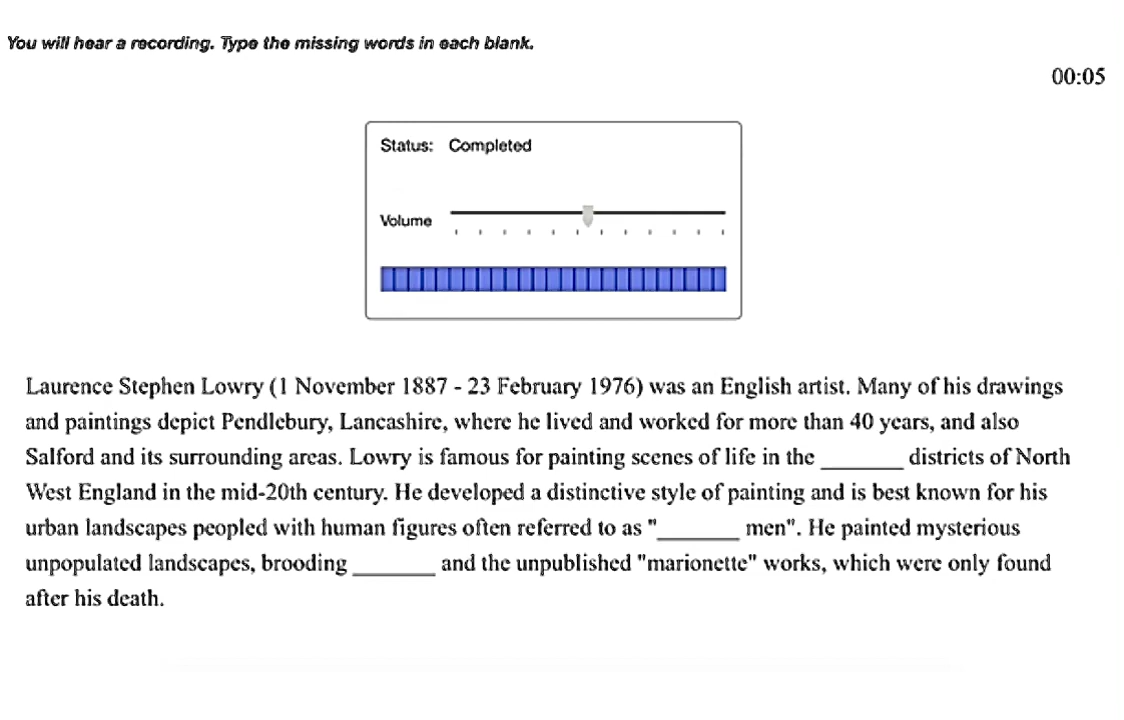 You will hear a recording. Type the missing words in each blank.
00:05
Status: Completed
Volume
Laurence Stephen Lowry (1 November 1887 - 23 February 1976) was an English artist. Many of his drawings
and paintings depict Pendlebury, Lancashire, where he lived and worked for more than 40 years, and also
Salford and its surrounding areas. Lowry is famous for painting scenes of life in the ________ districts of North
West England in the mid-20th century. He developed a distinctive style of painting and is best known for his
urban landscapes peopled with human figures often referred to as "________ men". He painted mysterious
unpopulated landscapes, brooding ________ and the unpublished "marionette" works, which were only found
after his death.